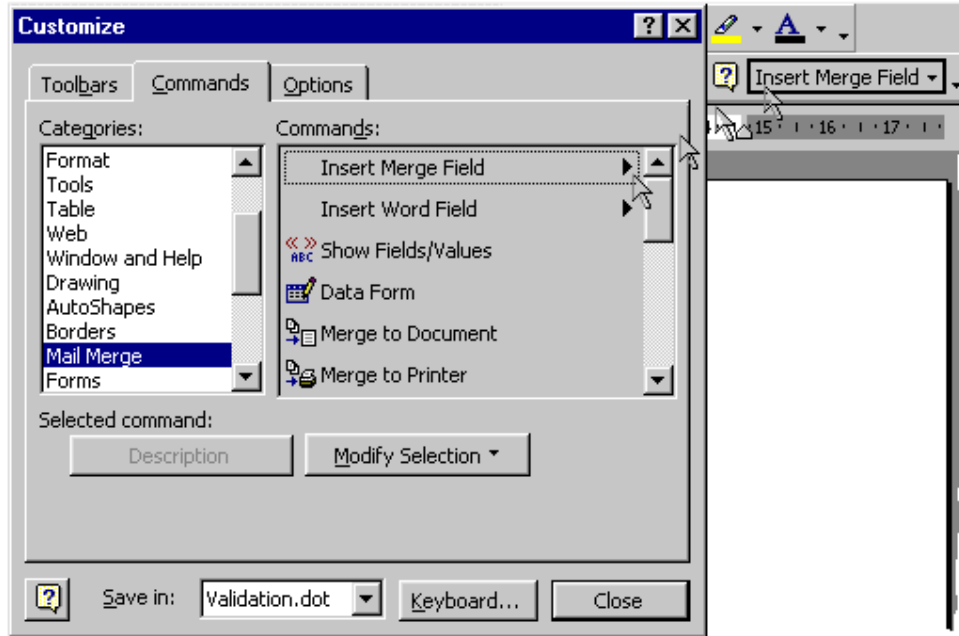 Customize
Toolbars Commands Options
Categories:
Format
Tools
Table
Web
Window and Help
Drawing
AutoShapes
Borders
Mail Merge
Forms
Commands:
Insert Merge Field
Insert Word Field
« » ABC Show Fields/Values
Data Form
Merge to Document
Merge to Printer
Selected command:
Description
Modify Selection
Save in: Validation.dot
Keyboard...
Close
A
Insert Merge Field
15 16 17